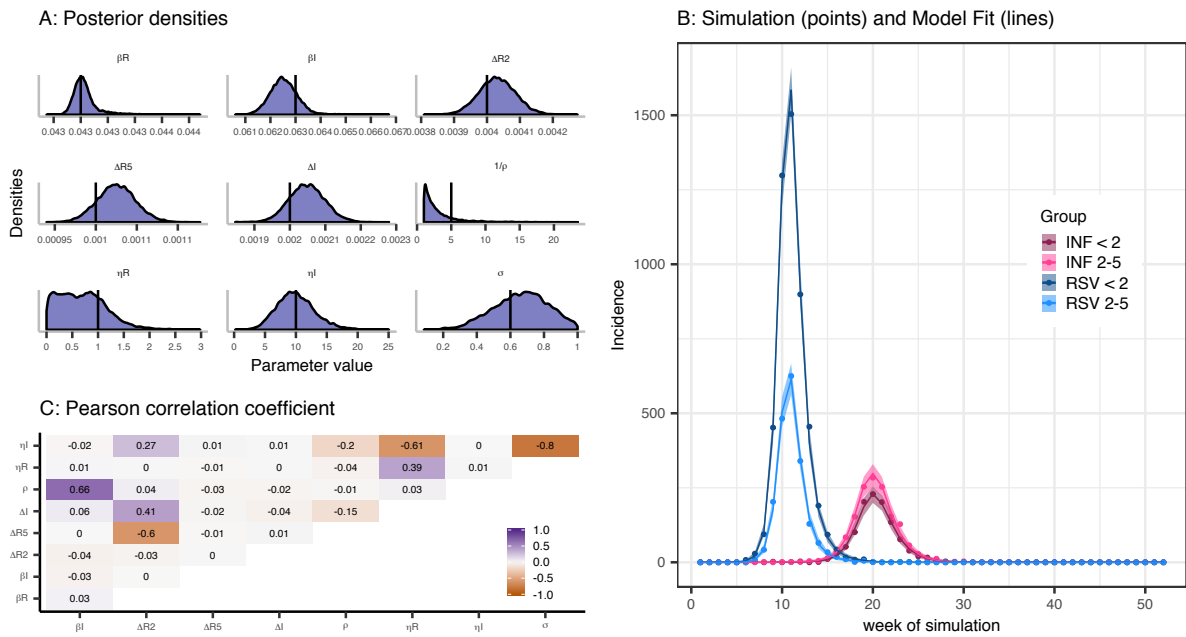 A: Posterior densities
βR
βI
ΔR2
0.043 0.043 0.043 0.043 0.044 0.044
0.061 0.062 0.063 0.064 0.065 0.066 0.067
0.0038 0.0039 0.004 0.0041 0.0042
ΔR5
ΔI
1/ρ
0.00095 0.001 0.0011 0.0011
0.0019 0.002 0.0021 0.0022 0.0023
0 5 10 20
ηR
ηI
σ
0 0.5 1 1.5 2 2.5 3
0 5 10 15 20 25
0.2 0.4 0.6 0.8 1
Densities
Parameter value
C: Pearson correlation coefficient
ηI -0.02 0.27 0.01 0.01 -0.2 -0.61 0 -0.8
ηR 0.01 0 -0.01 0 -0.04 0.39 0.01
ρ 0.66 0.04 -0.03 -0.02 -0.01 0.03
ΔI 0.06 0.41 -0.02 -0.04 -0.15
ΔR5 0 -0.6 -0.01 0.01
ΔR2 -0.04 -0.03 0
βI -0.03 0
βR 0.03
βI ΔR2 ΔR5 ΔI ρ ηR ηI σ
1.0
0.5
0.0
-0.5
-1.0
B: Simulation (points) and Model Fit (lines)
1500
1000
500
0
Incidence
0 10 20 30 40 50
week of simulation
Group
INF < 2
INF 2-5
RSV < 2
RSV 2-5